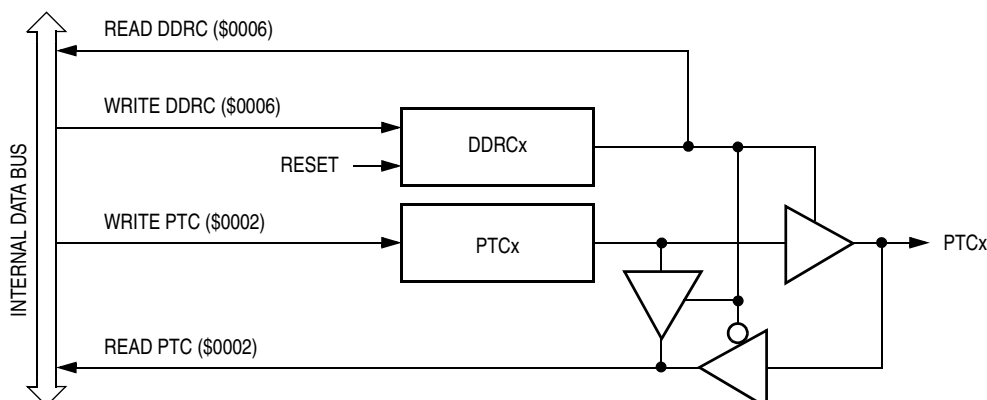 READ DDRC ($0006)
WRITE DDRC ($0006)
DDRCx
RESET
INTERNAL DATA BUS
WRITE PTC ($0002)
PTCx
PTCx
READ PTC ($0002)